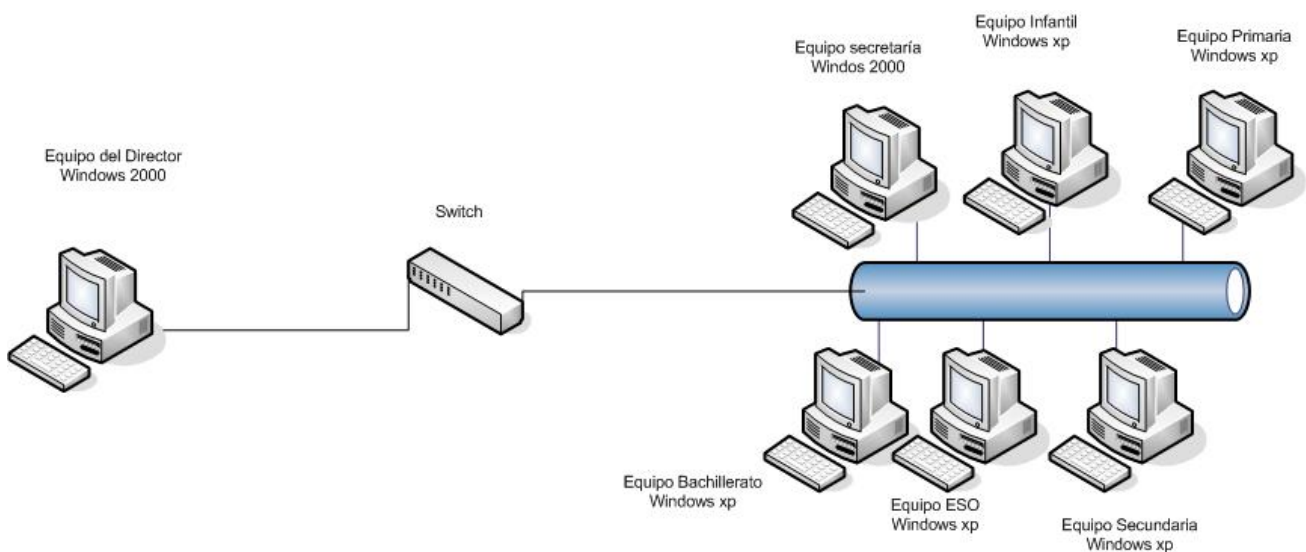 Equipo del Director
Windows 2000
Switch
Equipo secretaría
Windos 2000
Equipo Infantil
Windows xp
Equipo Primaria
Windows xp
Equipo Bachillerato
Windows xp
Equipo ESO
Windows xp
Equipo Secundaria
Windows xp